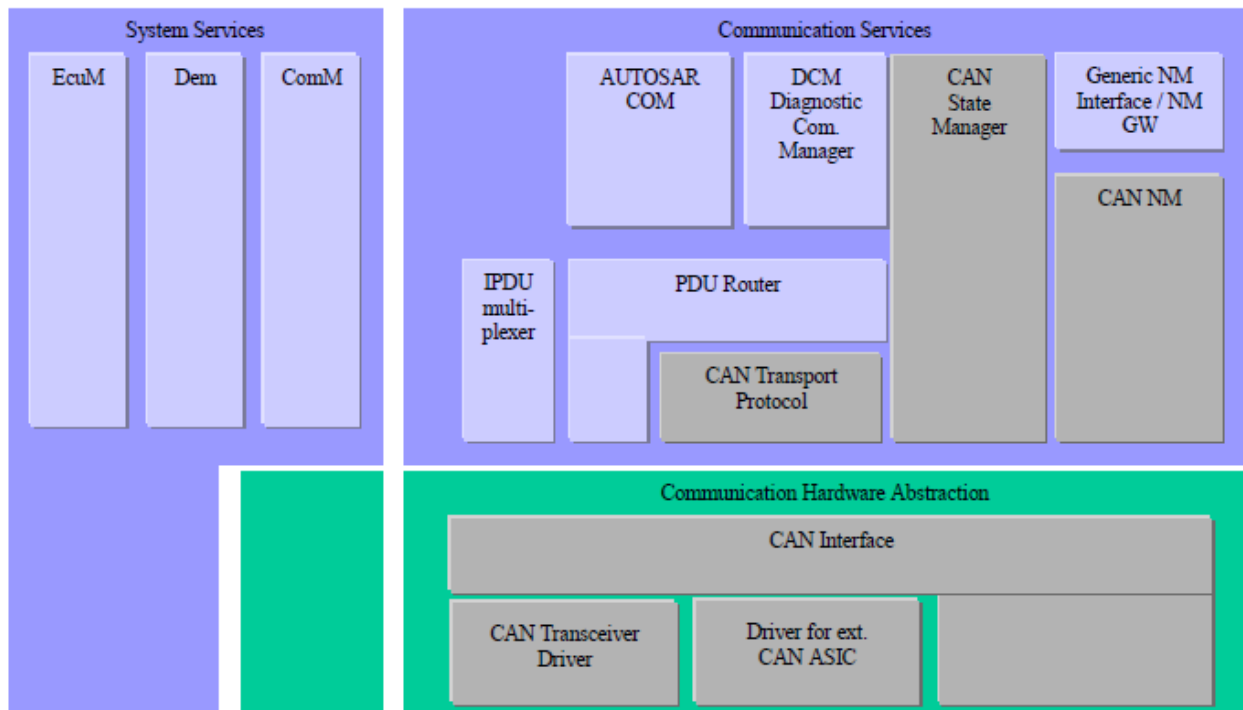 System Services
EcuM
Dem
ComM
Communication Services
AUTOSAR
COM
DCM
Diagnostic
Com.
Manager
CAN
State
Manager
Generic NM
Interface / NM
GW
CAN NM
IPDU
multi-
plexer
PDU Router
CAN Transport
Protocol
Communication Hardware Abstraction
CAN Interface
CAN Transceiver
Driver
Driver for ext.
CAN ASIC